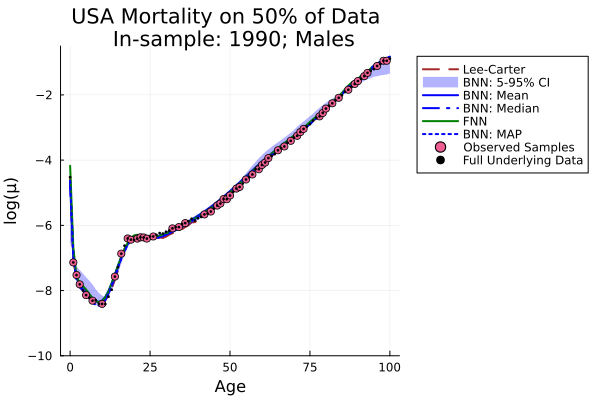 USA Mortality on 50% of Data
In-sample: 1990; Males
log(μ)
−2
−4
−6
−8
−10
0
25
50
75
100
Age
Lee-Carter
BNN: 5-95% CI
BNN: Mean
BNN: Median
FNN
BNN: MAP
Observed Samples
Full Underlying Data